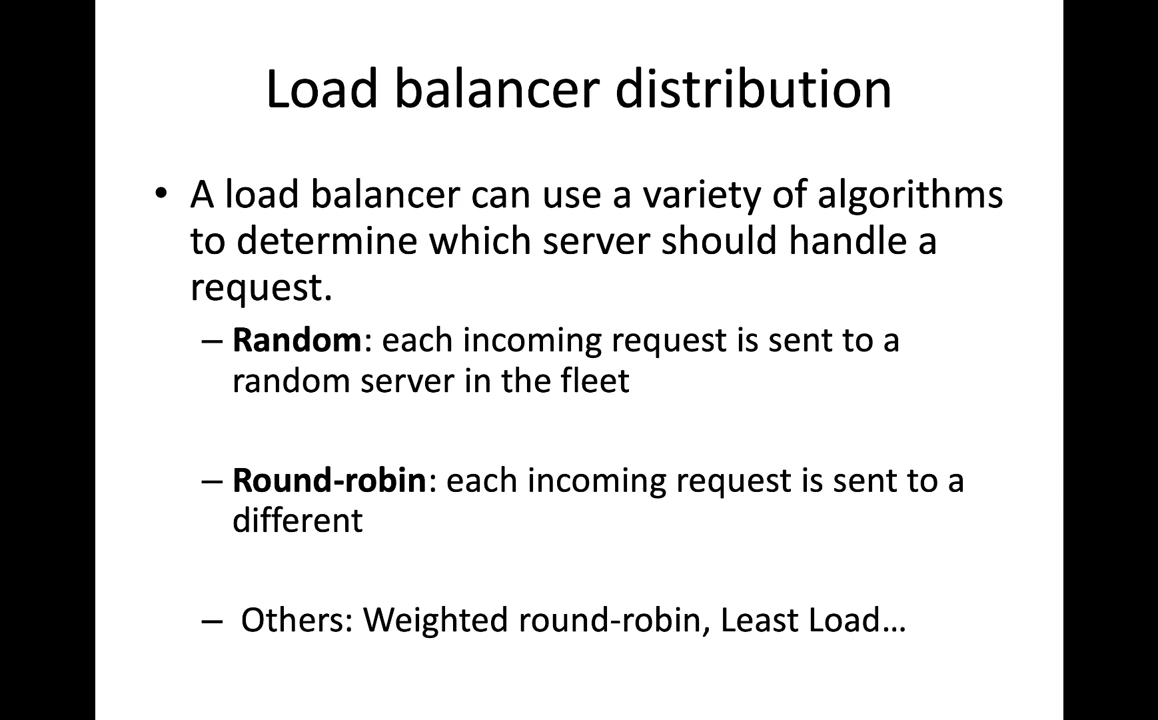 Load balancer distribution
• A load balancer can use a variety of algorithms
to determine which server should handle a
request.
– Random: each incoming request is sent to a
random server in the fleet
– Round-robin: each incoming request is sent to a
different
– Others: Weighted round-robin, Least Load…